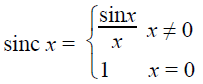 sinc x = { sinx/x x ≠ 0
1 x = 0